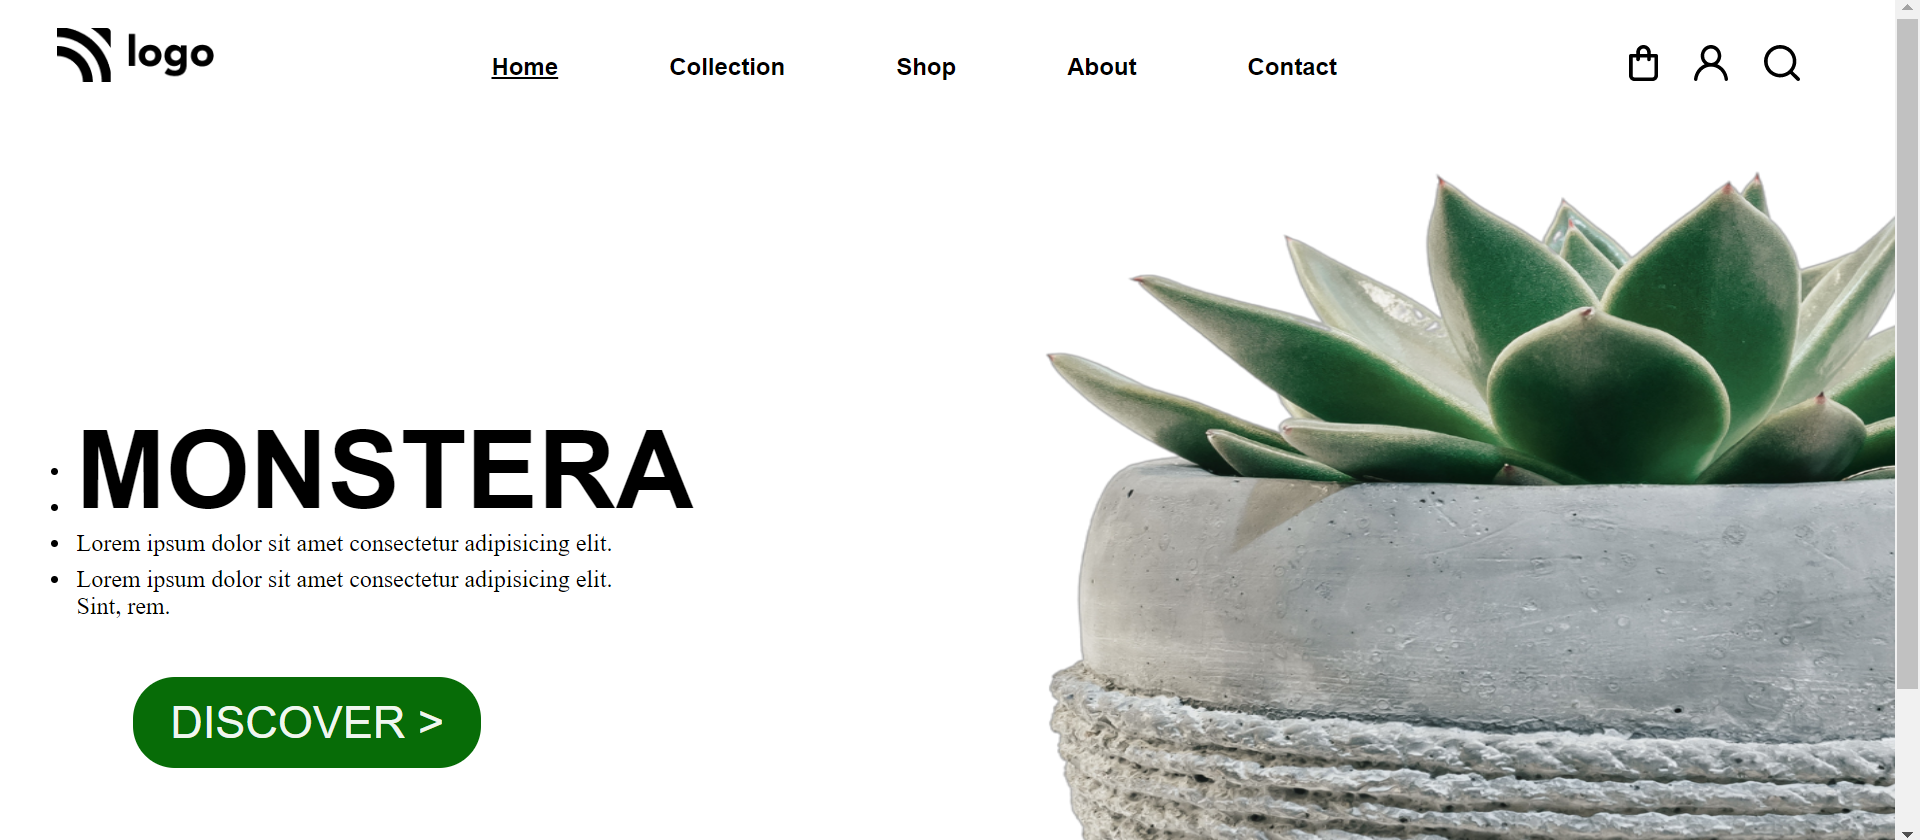 logo
Home Collection Shop About Contact
MONSTERA
Lorem ipsum dolor sit amet consectetur adipisicing elit.
Lorem ipsum dolor sit amet consectetur adipisicing elit.
Sint, rem.
DISCOVER >